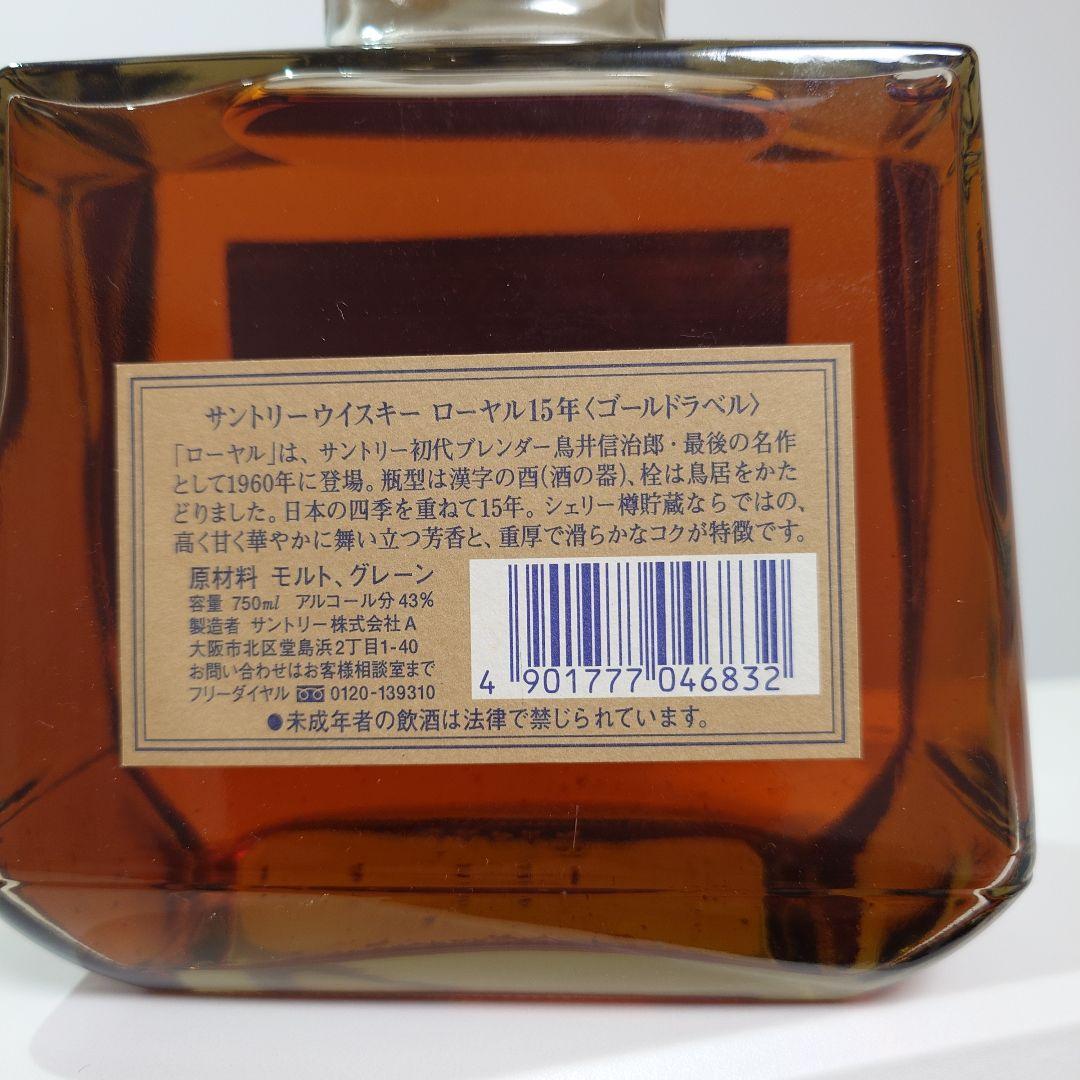 サントリーウイスキー ローヤル15年〈ゴールドラベル〉
「ローヤル」は、サントリー初代ブレンダー鳥井信治郎・最後の名作
として1960年に登場。瓶型は漢字の酉(酒の器)、栓は鳥居をかた
どりました。日本の四季を重ねて15年。シェリー樽貯蔵ならではの、
高く甘く華やかに舞い立つ芳香と、重厚で滑らかなコクが特徴です。
原材料 モルト、グレーン
容量 750ml アルコール分 43%
製造者 サントリー株式会社A
大阪市北区堂島浜2丁目1-40
お問い合わせはお客様相談室まで
フリーダイヤル 0120-139310
4 901777 046832
●未成年者の飲酒は法律で禁じられています。